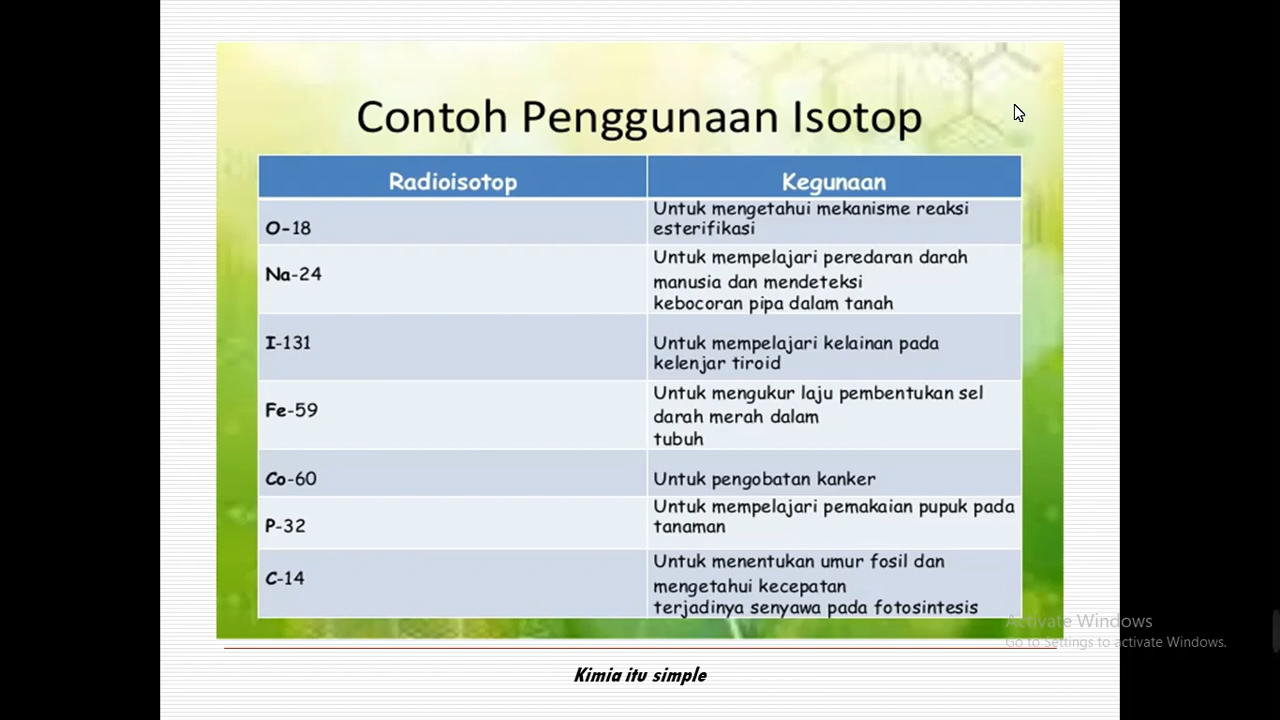 Contoh Penggunaan Isotop
Radioisotop
Kegunaan
O-18
Untuk mengetahui mekanisme reaksi
esterifikasi
Na-24
Untuk mempelajari peredaran darah
manusia dan mendeteksi
kebocoran pipa dalam tanah
I-131
Untuk mempelajari kelainan pada
kelenjar tiroid
Fe-59
Untuk mengukur laju pembentukan sel
darah merah dalam
tubuh
Co-60
Untuk pengobatan kanker
P-32
Untuk mempelajari pemakaian pupuk pada
tanaman
C-14
Untuk menentukan umur fosil dan
mengetahui kecepatan
terjadinya senyawa pada fotosintesis
Activate Windows
Go to Settings to activate Windows.
Kimia itu simple